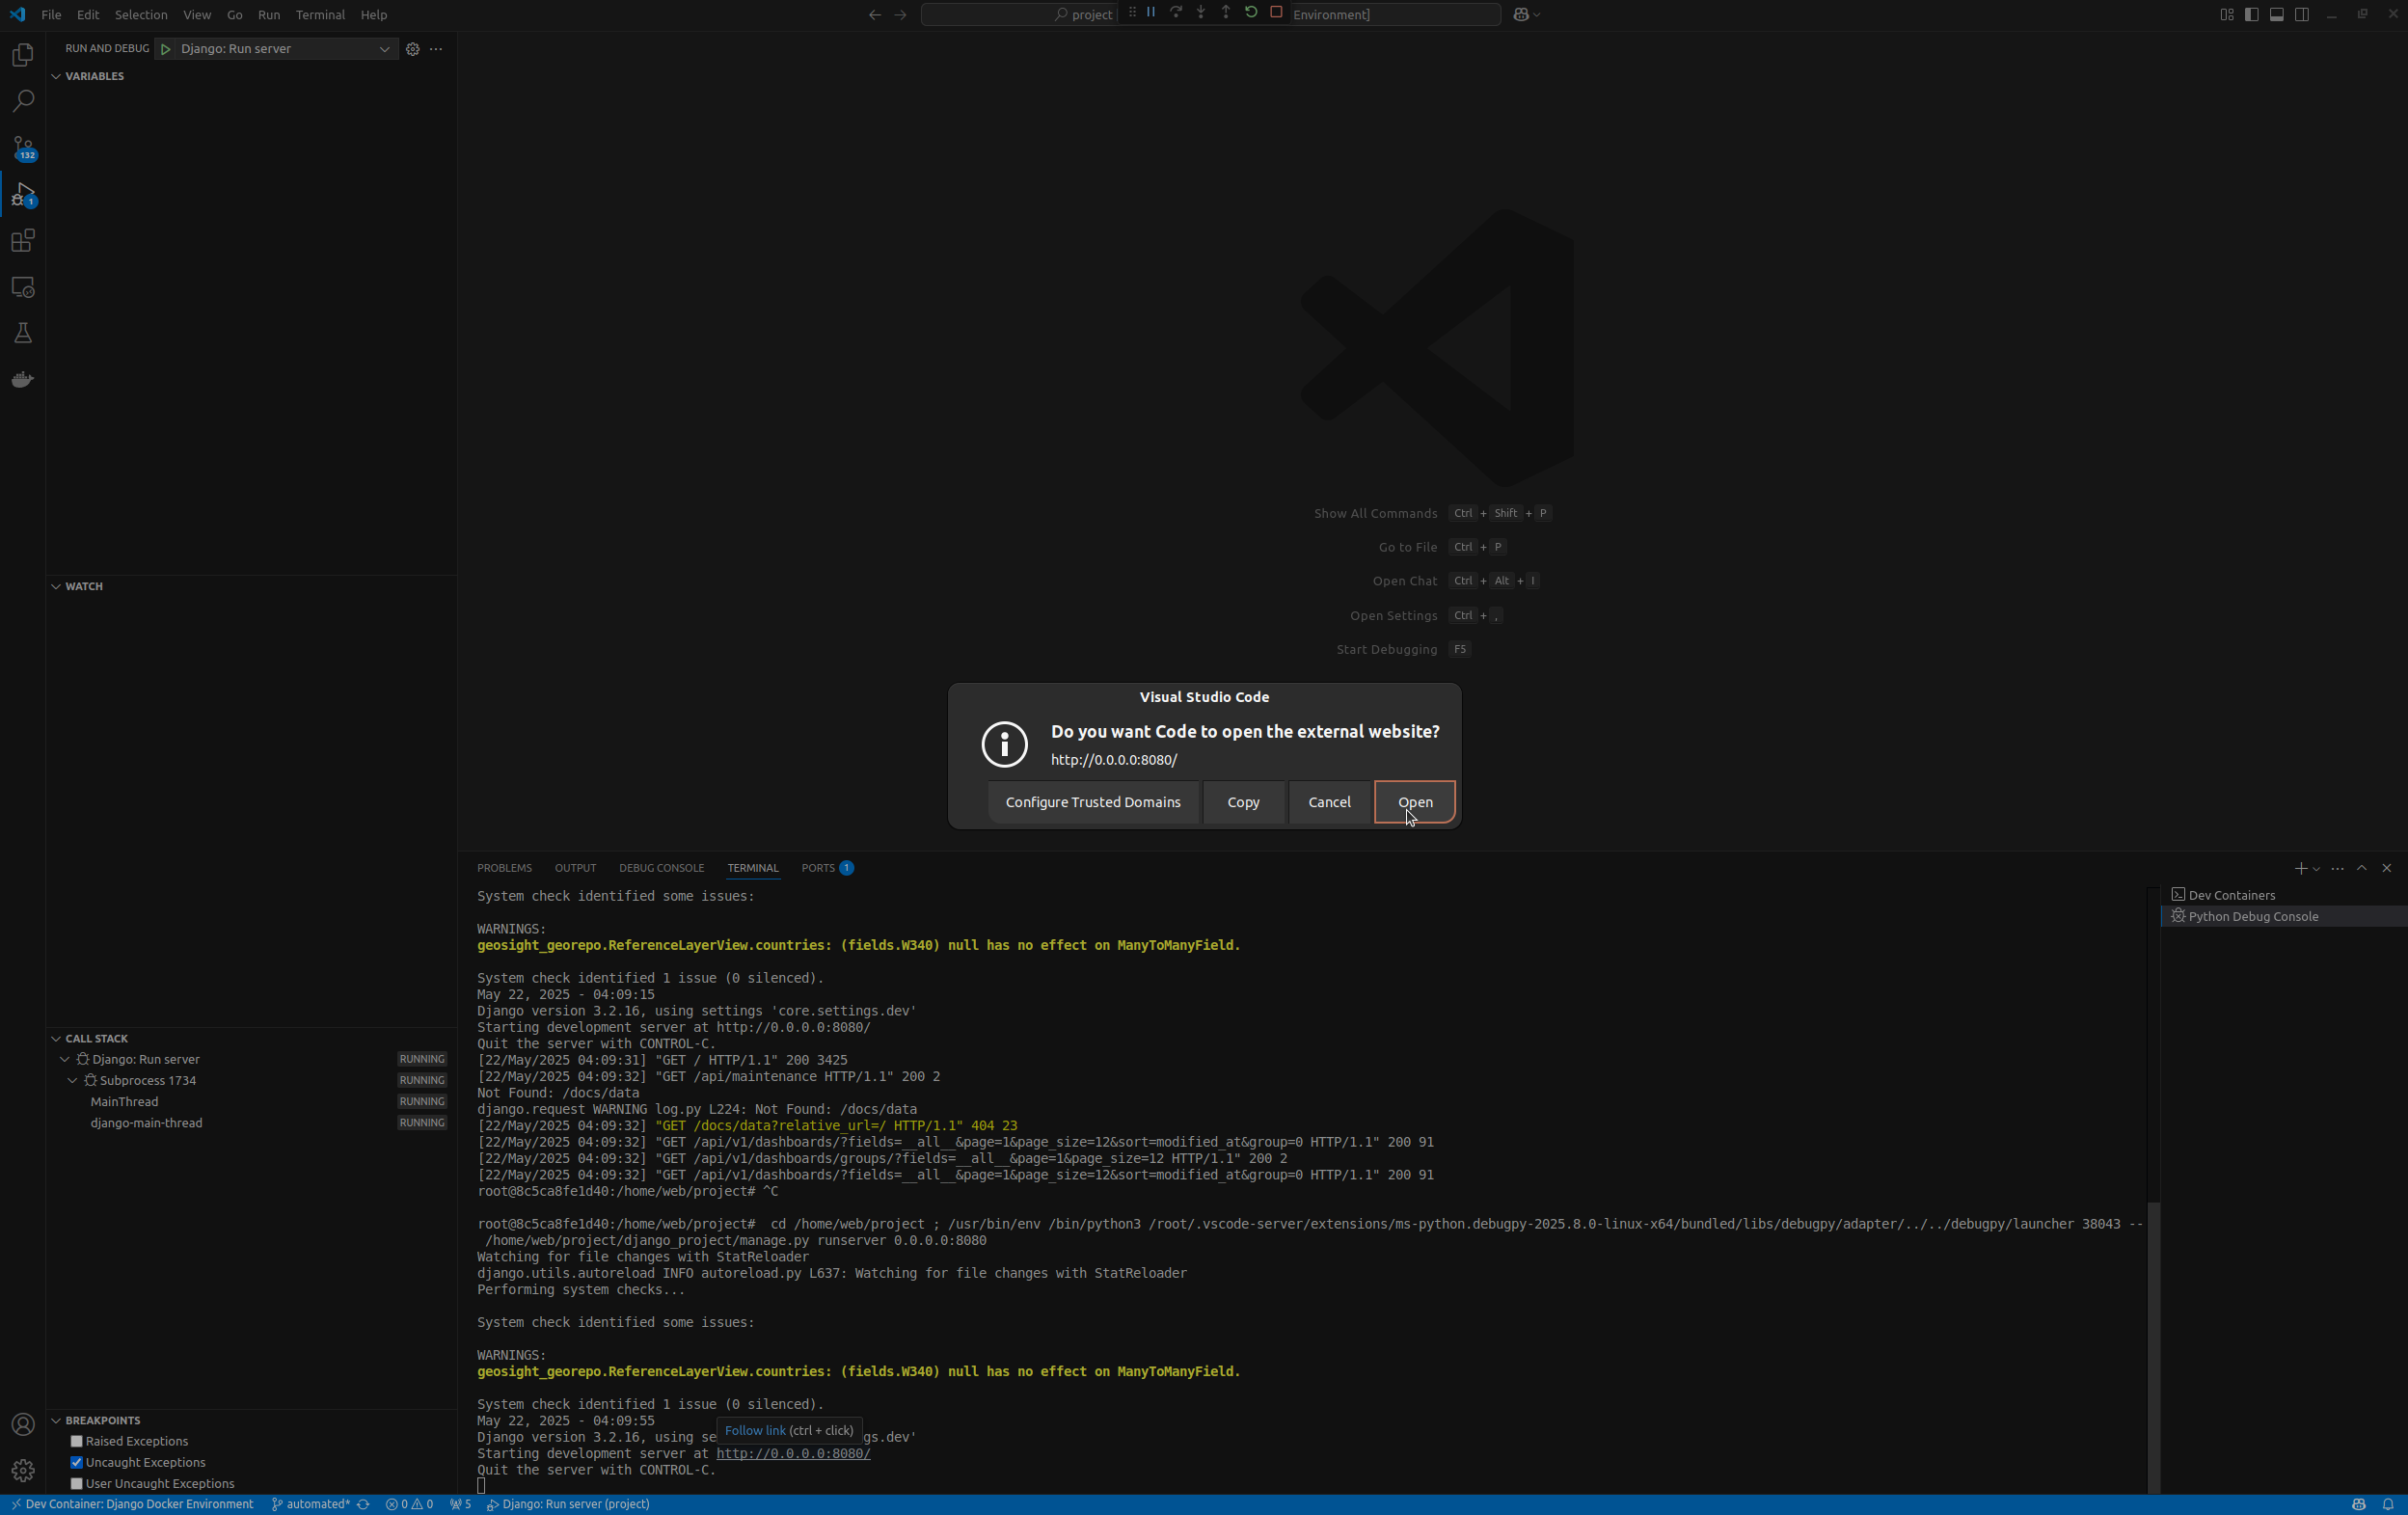 File Edit Selection View Go Run Terminal Help
project
Environment]
RUN AND DEBUG Django: Run server
VARIABLES
132
1
WATCH
Show All Commands Ctrl + Shift + P
Go to File Ctrl + P
Open Chat Ctrl + Alt + I
Open Settings Ctrl + ,
Start Debugging F5
Visual Studio Code
Do you want Code to open the external website?
http://0.0.0.0:8080/
Configure Trusted Domains Copy Cancel Open
PROBLEMS OUTPUT DEBUG CONSOLE TERMINAL PORTS 1
Dev Containers
Python Debug Console
System check identified some issues:
WARNINGS:
geosight_georepo.ReferenceLayerView.countries: (fields.W340) null has no effect on ManyToManyField.
System check identified 1 issue (0 silenced).
May 22, 2025 - 04:09:15
Django version 3.2.16, using settings 'core.settings.dev'
Starting development server at http://0.0.0.0:8080/
Quit the server with CONTROL-C.
[22/May/2025 04:09:31] "GET / HTTP/1.1" 200 3425
[22/May/2025 04:09:32] "GET /api/maintenance HTTP/1.1" 200 2
Not Found: /docs/data
django.request WARNING log.py L224: Not Found: /docs/data
[22/May/2025 04:09:32] "GET /docs/data?relative_url=/ HTTP/1.1" 404 23
[22/May/2025 04:09:32] "GET /api/v1/dashboards/?fields=__all__&page=1&page_size=12&sort=modified_at&group=0 HTTP/1.1" 200 91
[22/May/2025 04:09:32] "GET /api/v1/dashboards/groups/?fields=__all__&page=1&page_size=12 HTTP/1.1" 200 2
[22/May/2025 04:09:32] "GET /api/v1/dashboards/?fields=__all__&page=1&page_size=12&sort=modified_at&group=0 HTTP/1.1" 200 91
root@8c5ca8fe1d40:/home/web/project# ^C
root@8c5ca8fe1d40:/home/web/project#  cd /home/web/project ; /usr/bin/env /bin/python3 /root/.vscode-server/extensions/ms-python.debugpy-2025.8.0-linux-x64/bundled/libs/debugpy/adapter/../../debugpy/launcher 38043 --
/home/web/project/django_project/manage.py runserver 0.0.0.0:8080
Watching for file changes with StatReloader
django.utils.autoreload INFO autoreload.py L637: Watching for file changes with StatReloader
Performing system checks...
System check identified some issues:
WARNINGS:
geosight_georepo.ReferenceLayerView.countries: (fields.W340) null has no effect on ManyToManyField.
System check identified 1 issue (0 silenced).
May 22, 2025 - 04:09:55
Follow link (ctrl + click)
Django version 3.2.16, using se gs.dev'
Starting development server at http://0.0.0.0:8080/
Quit the server with CONTROL-C.
CALL STACK
Django: Run server RUNNING
Subprocess 1734 RUNNING
MainThread RUNNING
django-main-thread RUNNING
BREAKPOINTS
Raised Exceptions
Uncaught Exceptions
User Uncaught Exceptions
Dev Container: Django Docker Environment automated* 0 0 5 Django: Run server (project)